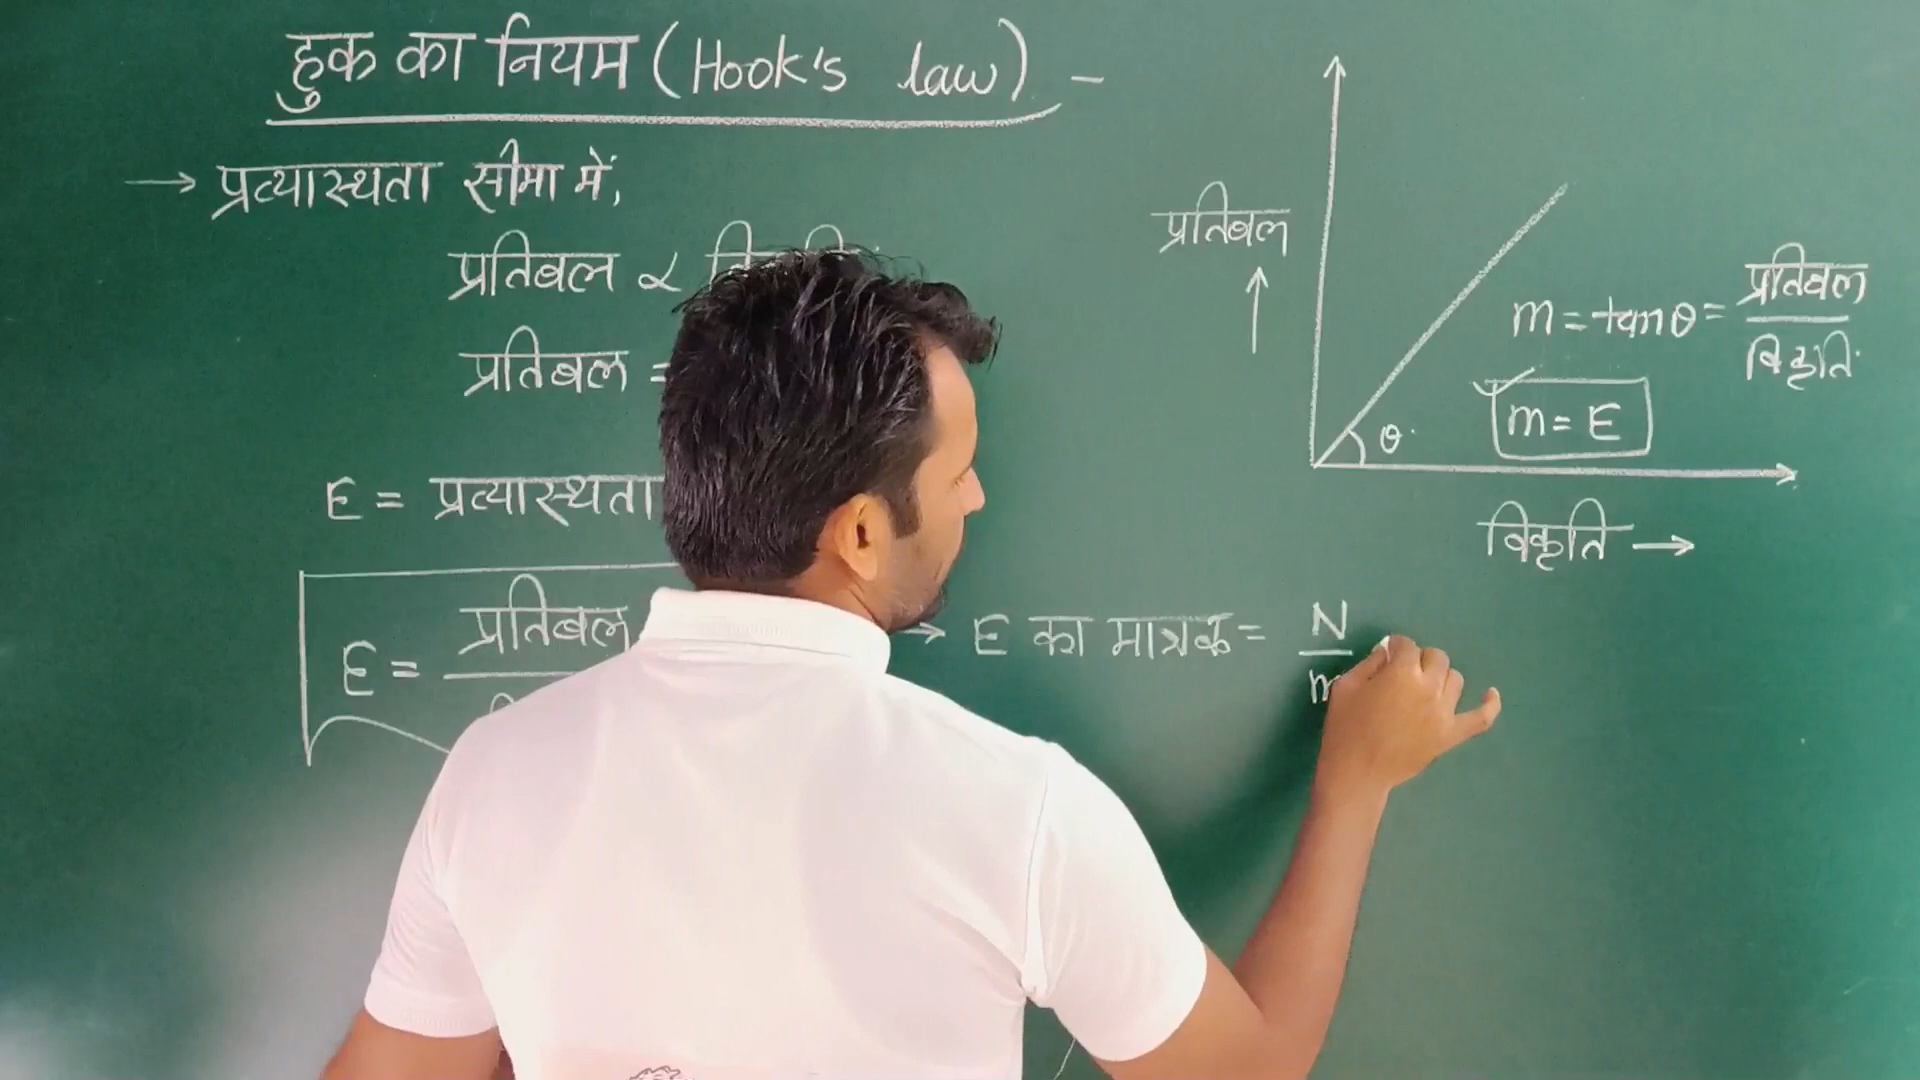 हुक का नियम (Hook's law) -
→ प्रत्यास्थता सीमा में,
प्रतिबल ∝
प्रतिबल =
E = प्रत्यास्थता
E = प्रतिबल
→ E का मात्रक = N
m
प्रतिबल
↑
θ
विकृति →
m = tanθ = प्रतिबल
विकृति
m = E